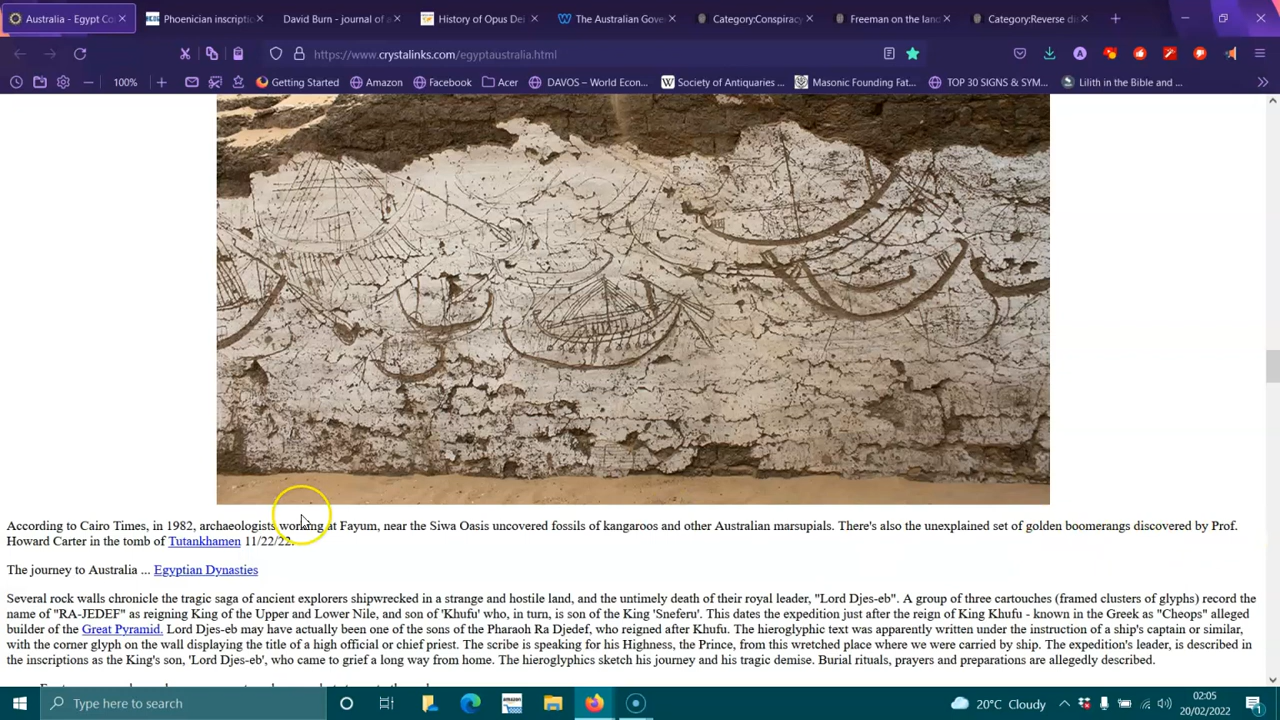 Australia - Egypt Co
Phoenician inscripti
David Burn - journal of a
History of Opus Dei
The Australian Gove
Category:Conspirac
Freeman on the lan
Category:Reverse di
https://www.crystalinks.com/egyptaustralia.html
100%
Getting Started
Amazon
Facebook
Acer
DAVOS – World Econ...
Society of Antiquaries ...
Masonic Founding Fat...
TOP 30 SIGNS & SYM...
Lilith in the Bible and ...
According to Cairo Times, in 1982, archaeologists working at Fayum, near the Siwa Oasis uncovered fossils of kangaroos and other Australian marsupials. There's also the unexplained set of golden boomerangs discovered by Prof.
Howard Carter in the tomb of Tutankhamen 11/22/22.
The journey to Australia ... Egyptian Dynasties
Several rock walls chronicle the tragic saga of ancient explorers shipwrecked in a strange and hostile land, and the untimely death of their royal leader, "Lord Djes-eb". A group of three cartouches (framed clusters of glyphs) record the
name of "RA-JEDEF" as reigning King of the Upper and Lower Nile, and son of 'Khufu' who, in turn, is son of the King 'Sneferu'. This dates the expedition just after the reign of King Khufu - known in the Greek as "Cheops" alleged
builder of the Great Pyramid. Lord Djes-eb may have actually been one of the sons of the Pharaoh Ra Djedef, who reigned after Khufu. The hieroglyphic text was apparently written under the instruction of a ship's captain or similar,
with the corner glyph on the wall displaying the title of a high official or chief priest. The scribe is speaking for his Highness, the Prince, from this wretched place where we were carried by ship. The expedition's leader, is described in
the inscriptions as the King's son, 'Lord Djes-eb', who came to grief a long way from home. The hieroglyphics sketch his journey and his tragic demise. Burial rituals, prayers and preparations are allegedly described.
Type here to search
20°C Cloudy
02:05
20/02/2022